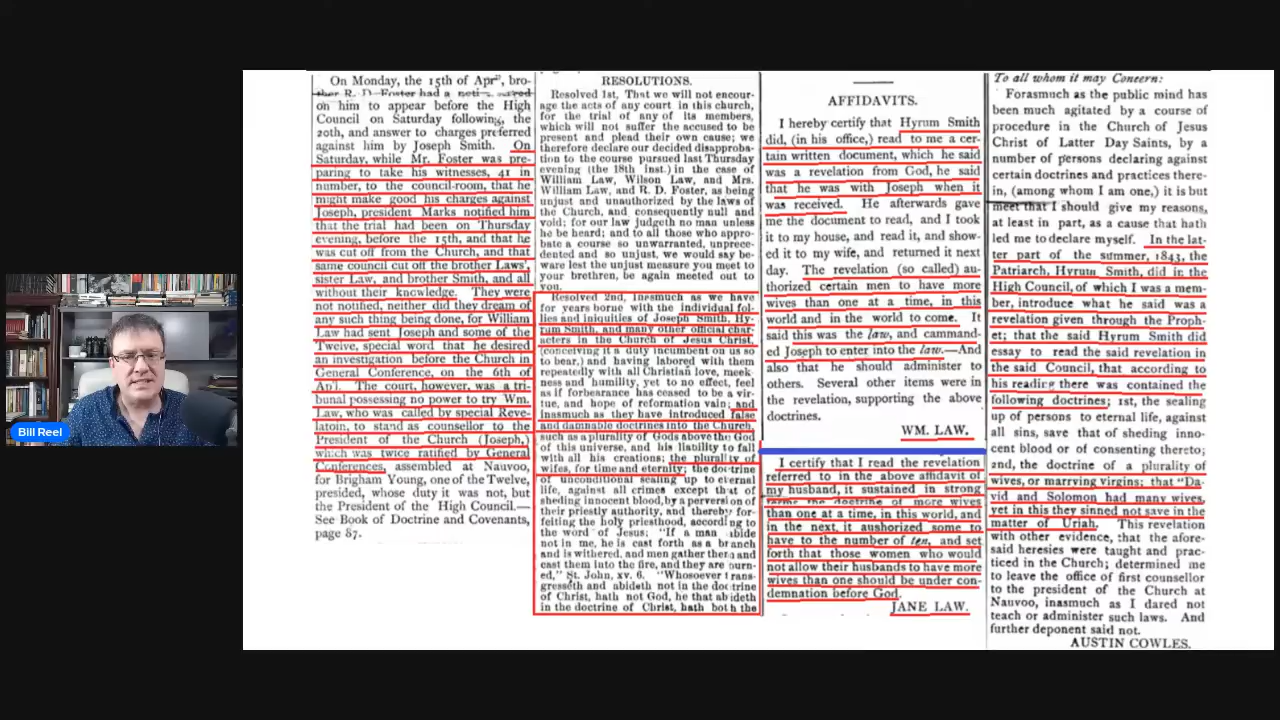 On Monday, the 15th of Apr'', bro-
ther R. D. Foster had a
on him to appear before the High
Council on Saturday following, the
20th, and answer to charges preferred
against him by Joseph Smith. On
Saturday, while Mr. Foster was pre-
paring to take his witnesses, 41 in
number, to the council-room, that he
might make good his charges against
Joseph, president Marks notified him
that the trial had been on Thursday
evening, before the 15th, and that he
was cut off from the Church, and that
same council cut off the brother Laws',
sister Law, and brother Smith, and all
without their knowledge. They were
not notified, neither did they dream of
any such thing being done, for William
Law had sent Joseph and some of the
Twelve, special word that he desired
an investigation before the Church in
General Conference, on the 6th of
Ap'l. The court, however, was a tri-
bunal possessing no power to try Wm.
Law, who was called by special Reve-
latoin, to stand as counsellor to the
President of the Church (Joseph,)
which was twice ratified by General
Conferences, assembled at Nauvoo,
for Brigham Young, one of the Twelve,
presided, whose duty it was not, but
the President of the High Council.—
See Book of Doctrine and Covenants,
page 87.
RESOLUTIONS.
Resolved 1st, That we will not encour-
age the acts of any court in this church,
for the trial of any of its members,
which will not suffer the accused to be
present and plead their own cause; we
therefore declare our decided disapproba-
tion to the course pursued last Thursday
evening (the 18th inst.) in the case of
William Law, Wilson Law, and Mrs.
William Law, and R. D. Foster, as being
unjust and unauthorized by the laws of
the Church, and consequently null and
void; for our law judgeth no man unless
he be heard; and to all those who appro-
bate a course so unwarranted, unprece-
dented and so unjust, we would say be-
ware lest the unjust measure you meet to
your brethren, be again meeted out to
you.
Resolved 2nd, Inasmuch as we have
for years borne with the individual fol-
lies and iniquities of Joseph Smith, Hy-
rum Smith, and many other official char-
acters in the Church of Jesus Christ,
(conceiving it a duty incumbent on us so
to bear,) and having labored with them
repeatedly with all Christian love, meek-
ness and humility, yet to no effect, feel
as if forbearance has ceased to be a vir-
tue, and hope of reformation vain; and
inasmuch as they have introduced false
and damnable doctrines into the Church,
such as a plurality of Gods above the God
of this universe, and his liability to fall
with all his creations; the plurality of
wives, for time and eternity; the doctrine
of unconditional sealing up to eternal
life, against all crimes except that of
sheding innocent blood, by a perversion of
their priestly authority, and thereby for-
feiting the holy priesthood, according to
the word of Jesus; "If a man abide
not in me, he is cast forth as a branch
and is withered, and men gather them and
cast them into the fire, and they are burn-
ed," St. John, xv. 6. "Whosoever trans-
gresseth and abideth not in the doctrine
of Christ, hath not God, he that abideth
in the doctrine of Christ, hath both the
AFFIDAVITS.
I hereby certify that Hyrum Smith
did, (in his office,) read to me a cer-
tain written document, which he said
was a revelation from God, he said
that he was with Joseph when it
was received. He afterwards gave
me the document to read, and I took
it to my house, and read it, and show-
ed it to my wife, and returned it next
day. The revelation (so called) au-
thorized certain men to have more
wives than one at a time, in this
world and in the world to come. It
said this was the law, and cammand-
ed Joseph to enter into the law.—And
also that he should administer to
others. Several other items were in
the revelation, supporting the above
doctrines.
WM. LAW.
I certify that I read the revelation
referred to in the above affidavit of
my husband, it sustained in strong
terms the doctrine of more wives
than one at a time, in this world, and
in the next, it authorized some to
have to the number of ten, and set
forth that those women who would
not allow their husbands to have more
wives than one should be under con-
demnation before God.
JANE LAW.
To all whom it may Concern:
Forasmuch as the public mind has
been much agitated by a course of
procedure in the Church of Jesus
Christ of Latter Day Saints, by a
number of persons declaring against
certain doctrines and practices there-
in, (among whom I am one,) it is but
meet that I should give my reasons,
at least in part, as a cause that hath
led me to declare myself. In the lat-
ter part of the summer, 1843, the
Patriarch, Hyrum Smith, did in the
High Council, of which I was a mem-
ber, introduce what he said was a
revelation given through the Proph-
et; that the said Hyrum Smith did
essay to read the said revelation in
the said Council, that according to
his reading there was contained the
following doctrines; 1st, the sealing
up of persons to eternal life, against
all sins, save that of sheding inno-
cent blood or of consenting thereto;
and, the doctrine of a plurality of
wives, or marrying virgins; that "Da-
vid and Solomon had many wives,
yet in this they sinned not save in the
matter of Uriah. This revelation
with other evidence, that the afore-
said heresies were taught and prac-
ticed in the Church; determined me
to leave the office of first counsellor
to the president of the Church at
Nauvoo, inasmuch as I dared not
teach or administer such laws. And
further deponent said not.
AUSTIN COWLES.
Bill Reel